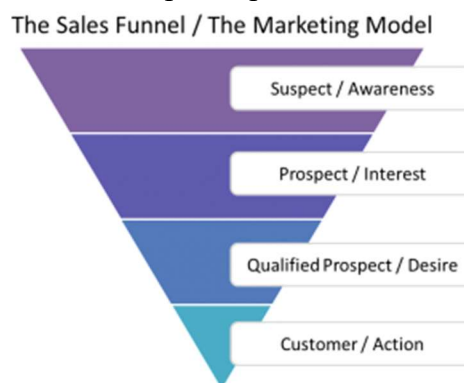 The Sales Funnel / The Marketing Model
Suspect / Awareness
Prospect / Interest
Qualified Prospect / Desire
Customer / Action